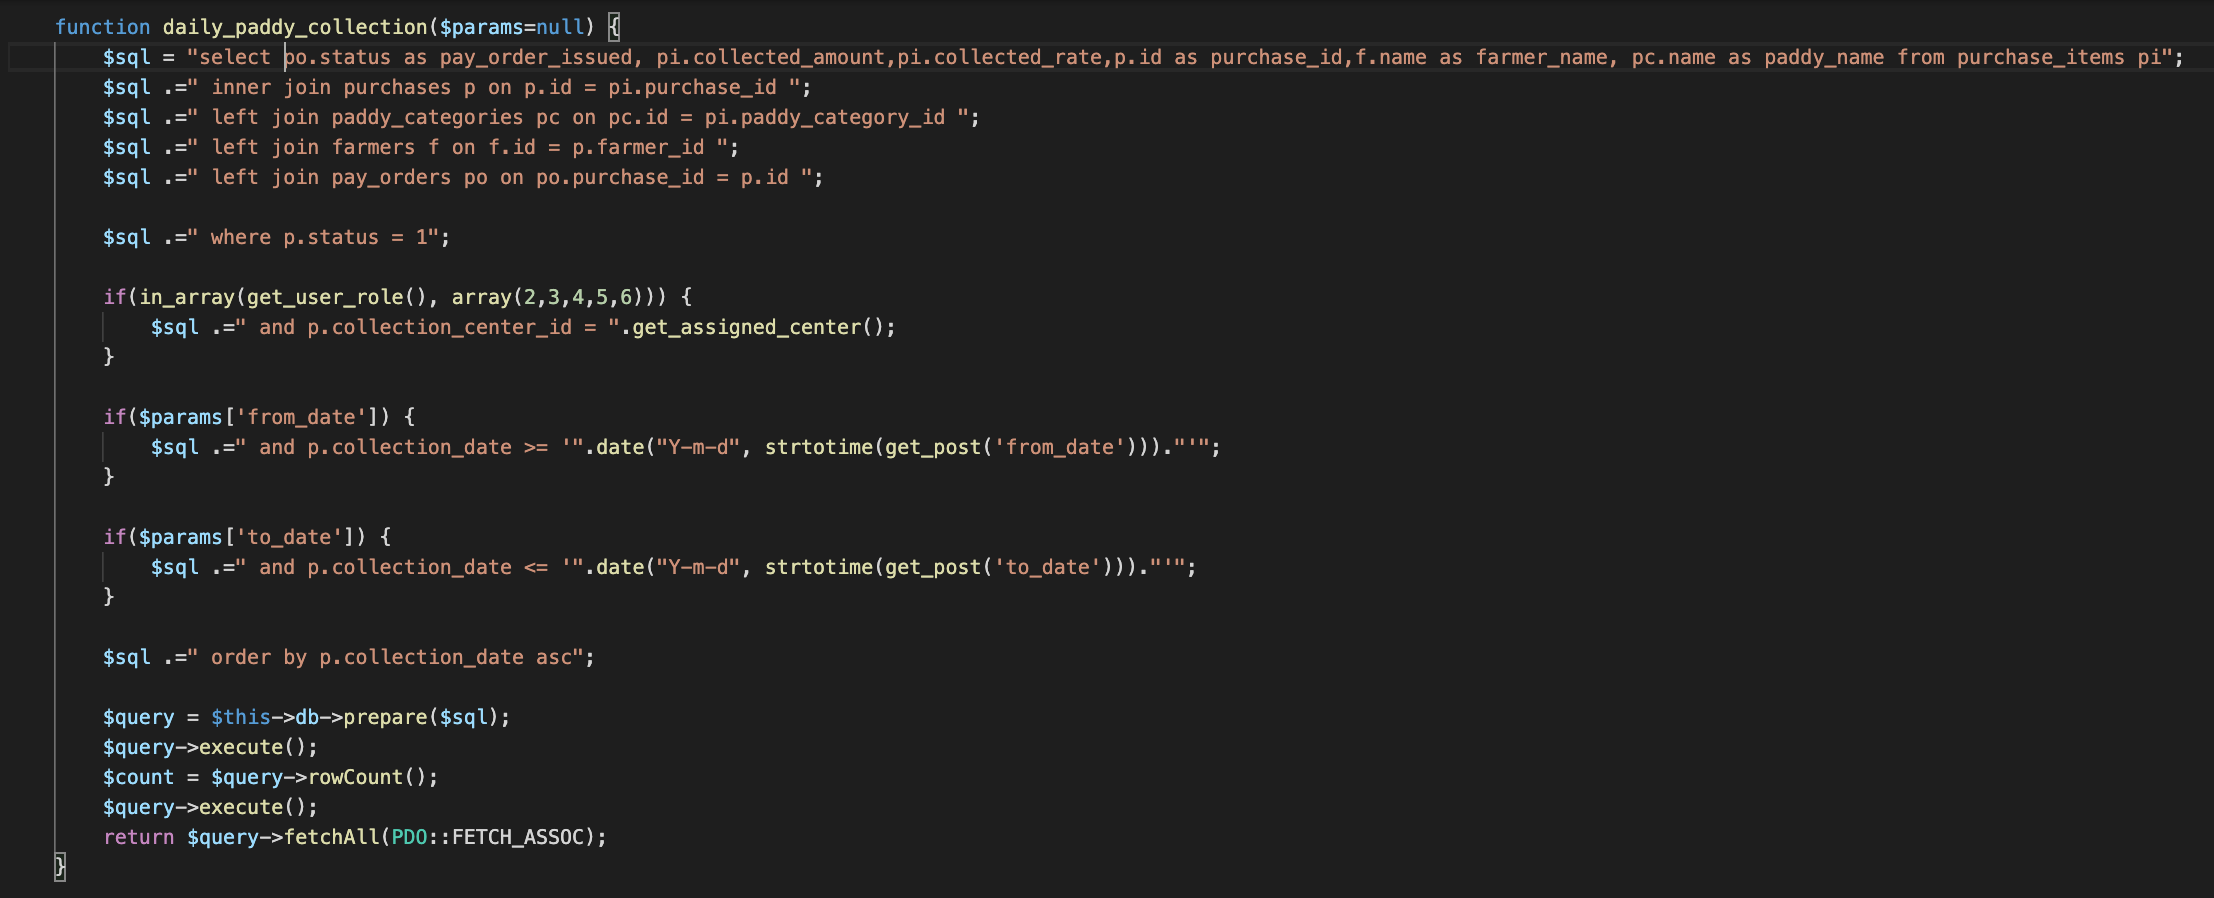 function daily_paddy_collection($params=null) {
$sql = "select po.status as pay_order_issued, pi.collected_amount,pi.collected_rate,p.id as purchase_id,f.name as farmer_name, pc.name as paddy_name from purchase_items pi";
$sql .=" inner join purchases p on p.id = pi.purchase_id ";
$sql .=" left join paddy_categories pc on pc.id = pi.paddy_category_id ";
$sql .=" left join farmers f on f.id = p.farmer_id ";
$sql .=" left join pay_orders po on po.purchase_id = p.id ";
$sql .=" where p.status = 1";
if(in_array(get_user_role(), array(2,3,4,5,6))) {
$sql .=" and p.collection_center_id = ".get_assigned_center();
}
if($params['from_date']) {
$sql .=" and p.collection_date >= '".date("Y-m-d", strtotime(get_post('from_date')))."'";
}
if($params['to_date']) {
$sql .=" and p.collection_date <= '".date("Y-m-d", strtotime(get_post('to_date')))."'";
}
$sql .=" order by p.collection_date asc";
$query = $this->db->prepare($sql);
$query->execute();
$count = $query->rowCount();
$query->execute();
return $query->fetchAll(PDO::FETCH_ASSOC);
}